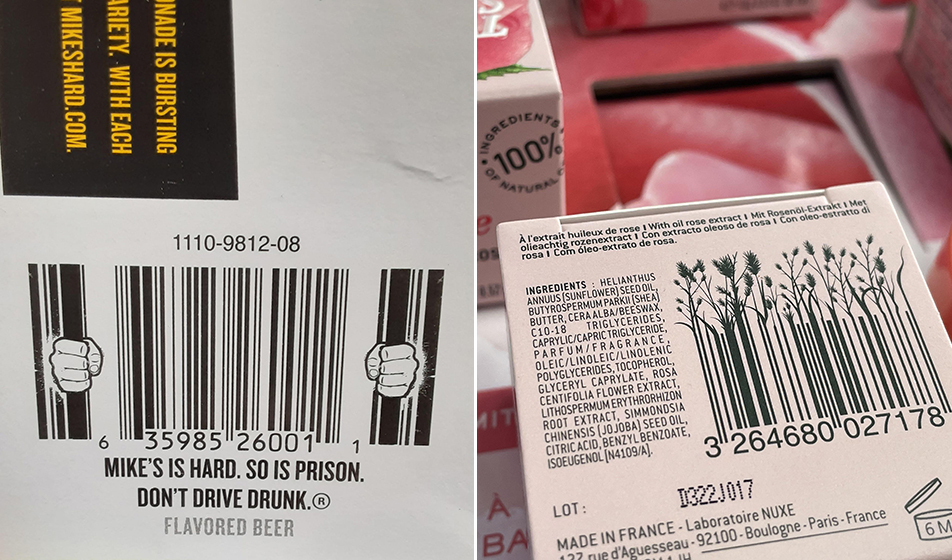 ONADE IS BURSTING
ARIETY. WITH EACH
MIKESHARD.COM.
1110-9812-08
6 35985 26001 1
MIKE'S IS HARD. SO IS PRISON.
DON'T DRIVE DRUNK.®
FLAVORED BEER
INGREDIENTS
100%
OF NATURAL
À l'extrait huileux de rose I With oil rose extract I Mit Rosenöl-Extrakt I Met
olieachtig rozenextract I Con extracto oleoso de rosa I Con oleo-estratto di
rosa I Com óleo-extrato de rosa.
INGREDIENTS : HELIANTHUS
ANNUUS (SUNFLOWER) SEED OIL,
BUTYROSPERMUM PARKII (SHEA)
BUTTER, CERA ALBA/BEESWAX,
C10-18 TRIGLYCERIDES,
CAPRYLIC/CAPRIC TRIGLYCERIDE,
PARFUM/FRAGRANCE,
OLEIC/LINOLEIC/LINOLENIC
POLYGLYCERIDES, TOCOPHEROL,
GLYCERYL CAPRYLATE, ROSA
CENTIFOLIA FLOWER EXTRACT,
LITHOSPERMUM ERYTHRORHIZON
ROOT EXTRACT, SIMMONDSIA
CHINENSIS (JOJOBA) SEED OIL,
CITRIC ACID, BENZYL BENZOATE,
ISOEUGENOL (N4109/A).
3 264680 027178
LOT : D322J017
MADE IN FRANCE - Laboratoire NUXE
127 rue d'Aguesseau - 92100 - Boulogne - Paris - France
6 M
À
BA